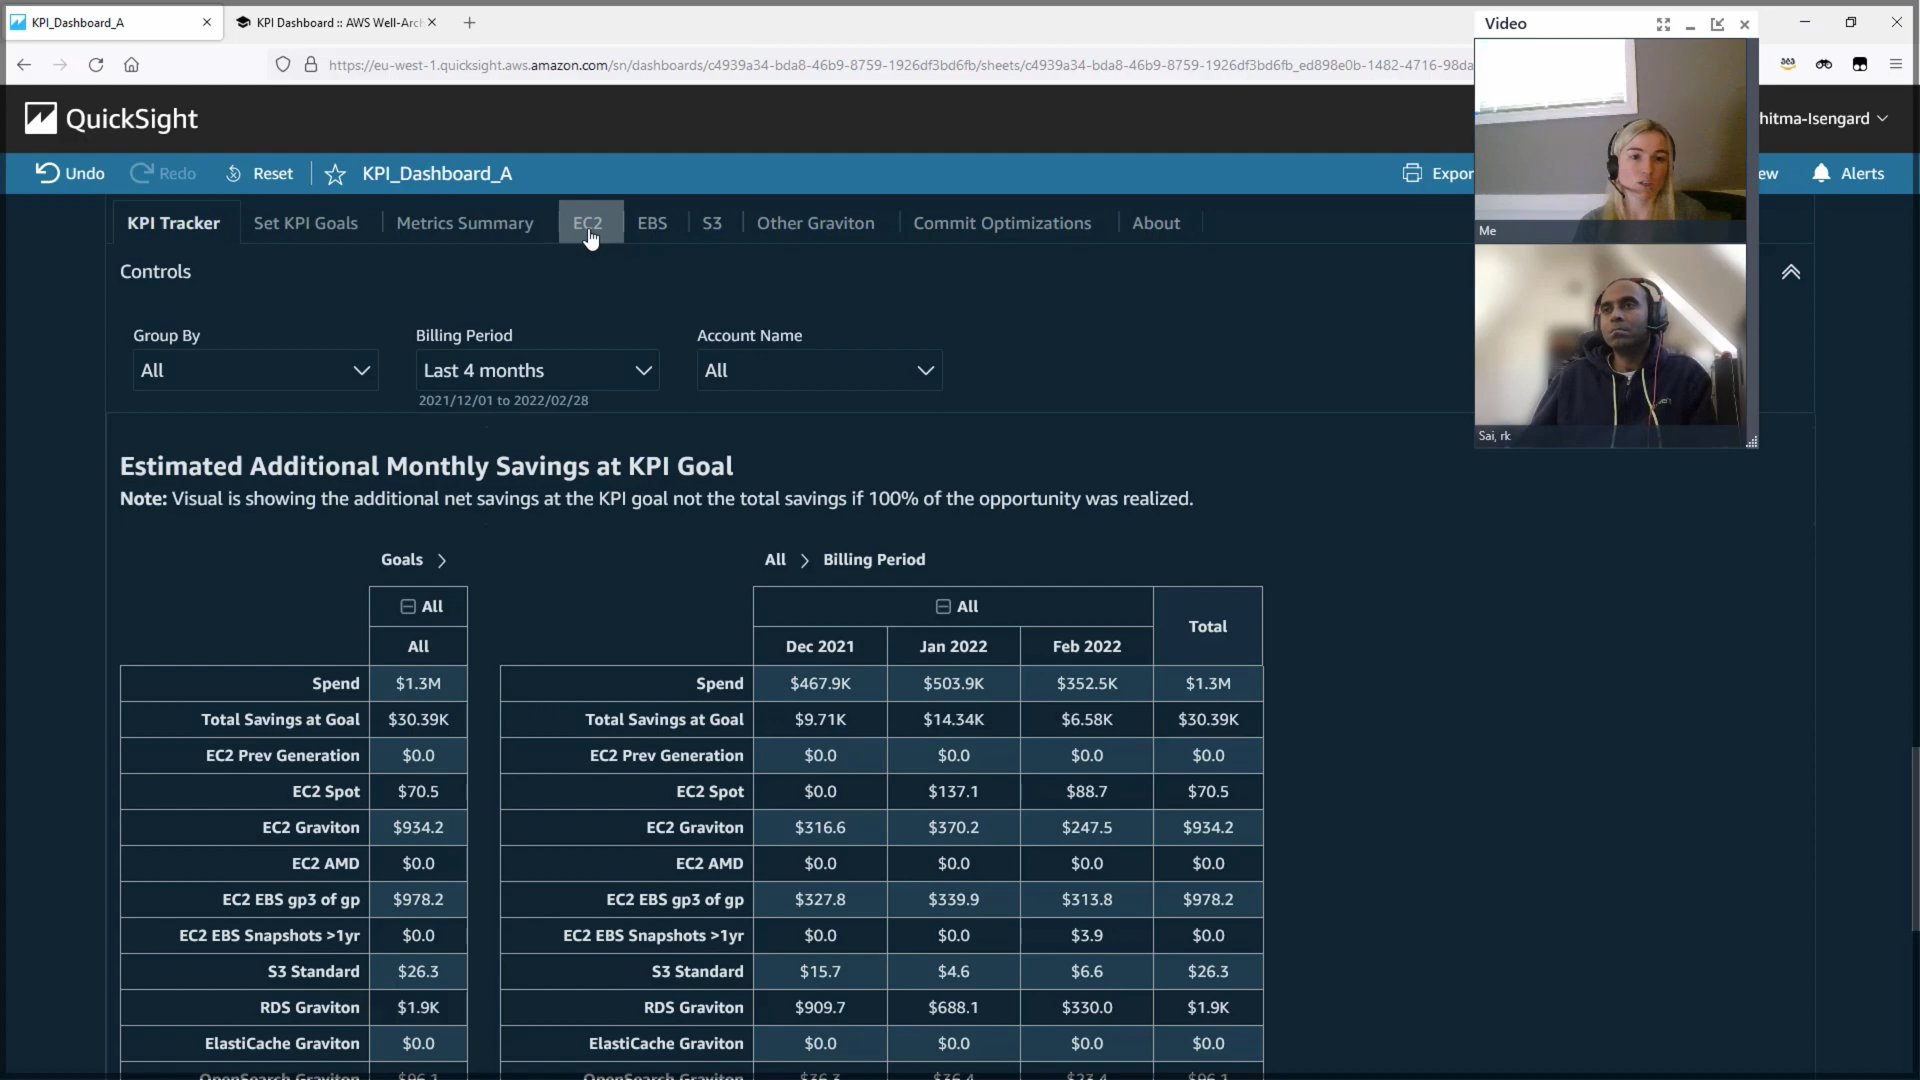 KPI_Dashboard_A
KPI Dashboard :: AWS Well-Arch
Video
https://eu-west-1.quicksight.aws.amazon.com/sn/dashboards/c4939a34-bda8-46b9-8759-1926df3bd6fb/sheets/c4939a34-bda8-46b9-8759-1926df3bd6fb_ed898e0b-1482-4716-98da
QuickSight
hitma-Isengard
Undo Redo Reset KPI_Dashboard_A Expor ew Alerts
KPI Tracker Set KPI Goals Metrics Summary EC2 EBS S3 Other Graviton Commit Optimizations About
Me
Controls
Group By Billing Period Account Name
All Last 4 months All
2021/12/01 to 2022/02/28
Sai, rk
Estimated Additional Monthly Savings at KPI Goal
Note: Visual is showing the additional net savings at the KPI goal not the total savings if 100% of the opportunity was realized.
Goals All Billing Period
All All Total
All Dec 2021 Jan 2022 Feb 2022
Spend $1.3M Spend $467.9K $503.9K $352.5K $1.3M
Total Savings at Goal $30.39K Total Savings at Goal $9.71K $14.34K $6.58K $30.39K
EC2 Prev Generation $0.0 EC2 Prev Generation $0.0 $0.0 $0.0 $0.0
EC2 Spot $70.5 EC2 Spot $0.0 $137.1 $88.7 $70.5
EC2 Graviton $934.2 EC2 Graviton $316.6 $370.2 $247.5 $934.2
EC2 AMD $0.0 EC2 AMD $0.0 $0.0 $0.0 $0.0
EC2 EBS gp3 of gp $978.2 EC2 EBS gp3 of gp $327.8 $339.9 $313.8 $978.2
EC2 EBS Snapshots >1yr $0.0 EC2 EBS Snapshots >1yr $0.0 $0.0 $3.9 $0.0
S3 Standard $26.3 S3 Standard $15.7 $4.6 $6.6 $26.3
RDS Graviton $1.9K RDS Graviton $909.7 $688.1 $330.0 $1.9K
ElastiCache Graviton $0.0 ElastiCache Graviton $0.0 $0.0 $0.0 $0.0
OpenSearch Graviton $96.1 OpenSearch Graviton $36.3 $36.4 $23.4 $96.1